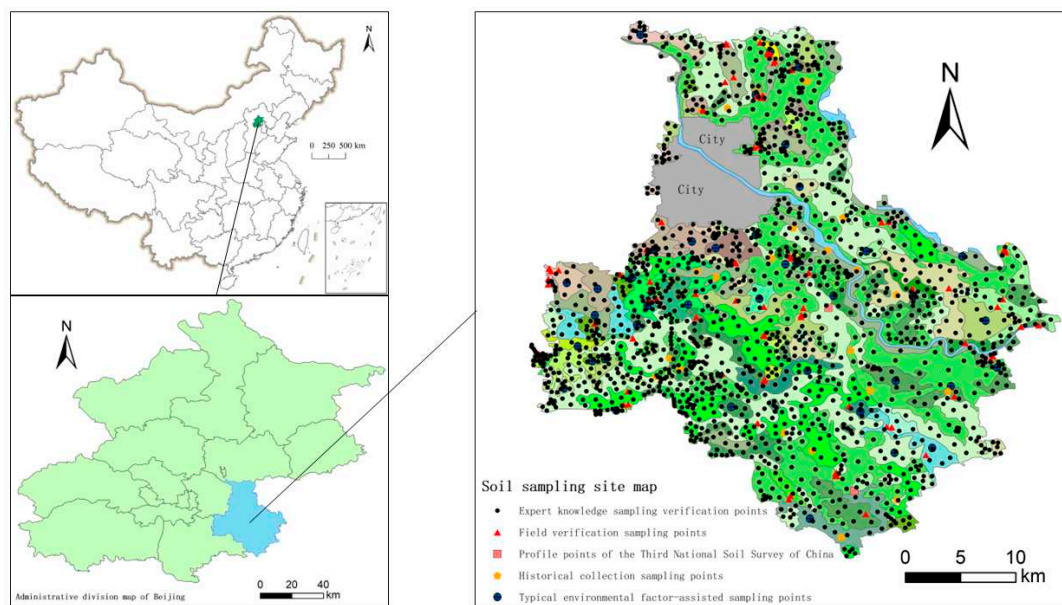 N
0 250 500 km
N
0 20 40
km
Administrative division map of Beijing
N
City
City
Soil sampling site map
Expert knowledge sampling verification points
Field verification sampling points
Profile points of the Third National Soil Survey of China
Historical collection sampling points
Typical environmental factor-assisted sampling points
0 5 10
km